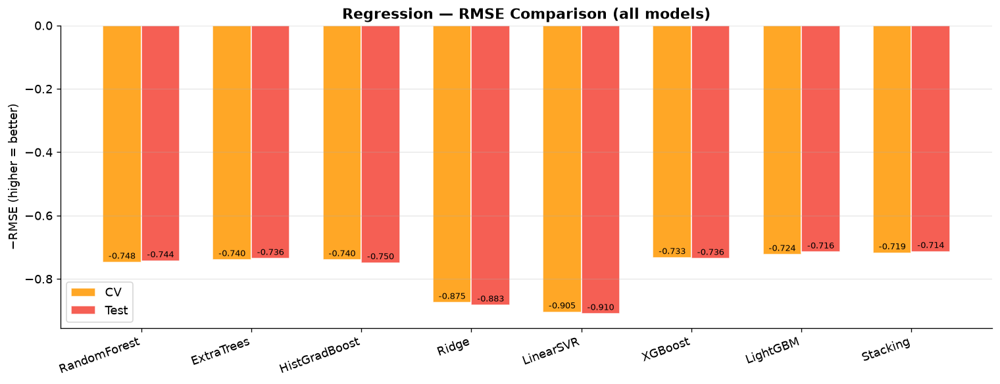 Regression — RMSE Comparison (all models)
−RMSE (higher = better)
0.0
−0.2
−0.4
−0.6
−0.8
-0.748
-0.744
-0.740
-0.736
-0.740
-0.750
-0.875
-0.883
-0.905
-0.910
-0.733
-0.736
-0.724
-0.716
-0.719
-0.714
CV
Test
RandomForest
ExtraTrees
HistGradBoost
Ridge
LinearSVR
XGBoost
LightGBM
Stacking